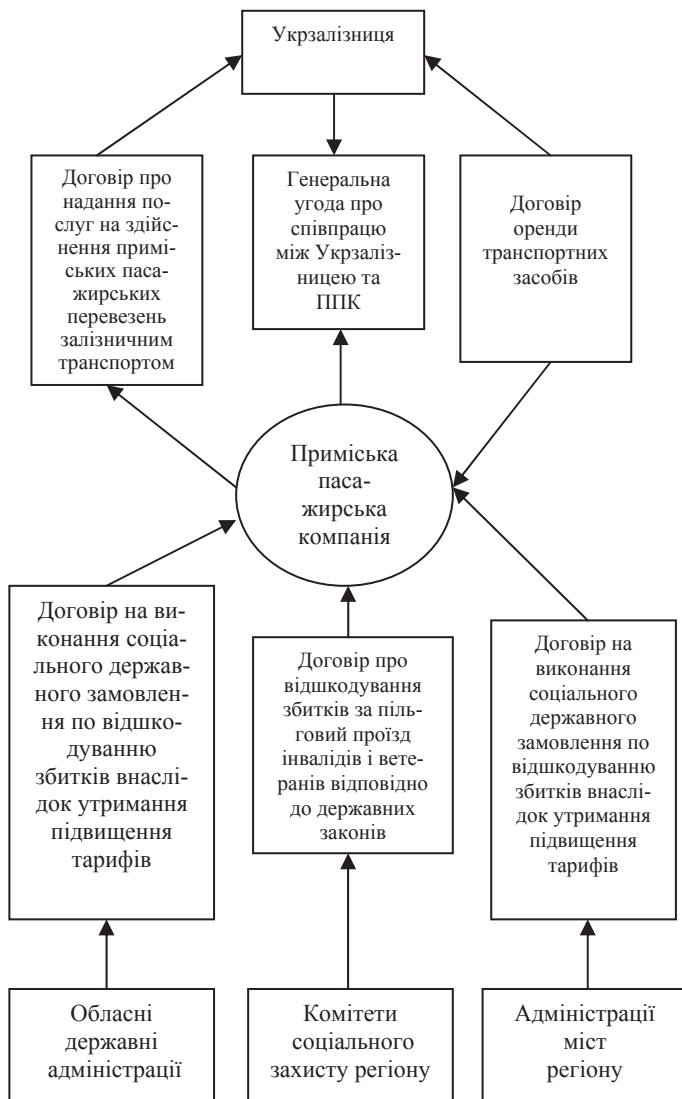 Укрзалізниця
Договір про
надання по-
слуг на здійс-
нення примі-
ських паса-
жирських
перевезень
залізничним
транспортом
Генеральна
угода про
співпрацю
між Укрзаліз-
ницею та
ППК
Договір
оренди
транспортних
засобів
Приміська
паса-
жирська
компанія
Договір на ви-
конання соці-
ального держав-
ного замовлен-
ня по відшко-
дуванню
збитків внаслі-
док утримання
підвищення
тарифів
Договір про
відшкодування
збитків за піль-
говий проїзд
інвалідів і вете-
ранів відповідно
до державних
законів
Договір на
виконання
соціального
державного
замовлення по
відшкодуванню
збитків внаслі-
док утримання
підвищення
тарифів
Обласні
державні
адміністрації
Комітети
соціального
захисту регіону
Адміністрації
міст
регіону